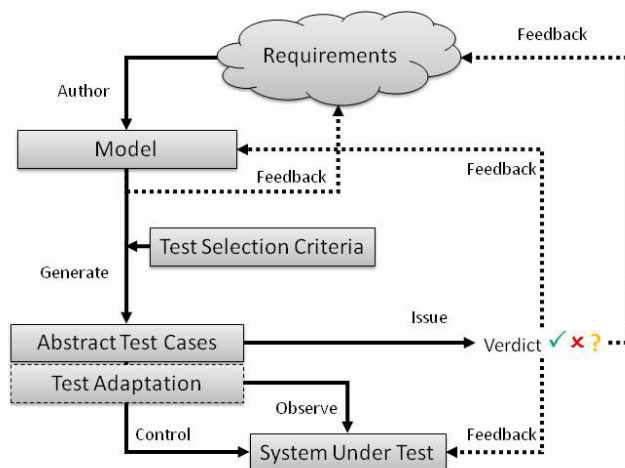 Feedback
Requirements
Author
Model
Feedback
Feedback
Test Selection Criteria
Generate
Issue
Abstract Test Cases
Verdict ✓ × ?
Test Adaptation
Observe
Control
Feedback
System Under Test